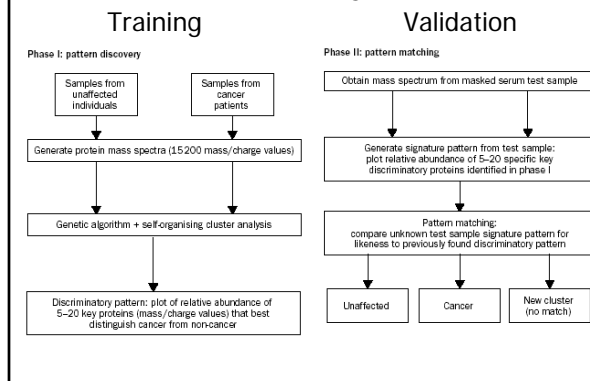 Training
Validation
Phase I: pattern discovery
Samples from
unaffected
individuals
Samples from
cancer
patients
Generate protein mass spectra (15 200 mass/charge values)
Genetic algorithm + self-organising cluster analysis
Discriminatory pattern: plot of relative abundance of
5–20 key proteins (mass/charge values) that best
distinguish cancer from non-cancer
Phase II: pattern matching
Obtain mass spectrum from masked serum test sample
Generate signature pattern from test sample:
plot relative abundance of 5–20 specific key
discriminatory proteins identified in phase I
Pattern matching:
compare unknown test sample signature pattern for
likeness to previously found discriminatory pattern
Unaffected
Cancer
New cluster
(no match)